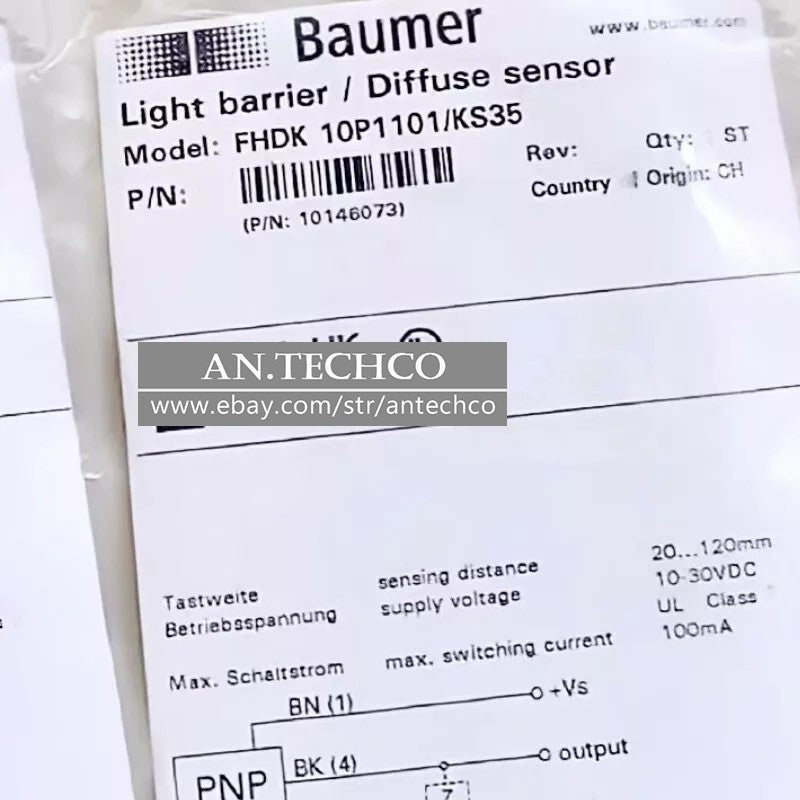 Baumer
www.baumer.com
Light barrier / Diffuse sensor
Model: FHDK 10P1101/KS35
P/N:
(P/N: 10146073)
Rev:
Qty: ST
Country Origin: CH
AN.TECHCO
www.ebay.com/str/antechco
Tastweite sensing distance 20...120mm
Betriebsspannung supply voltage 10-30VDC
UL Class
Max. Schaltstrom max. switching current 100mA
BN (1) +Vs
PNP BK (4) output
Z